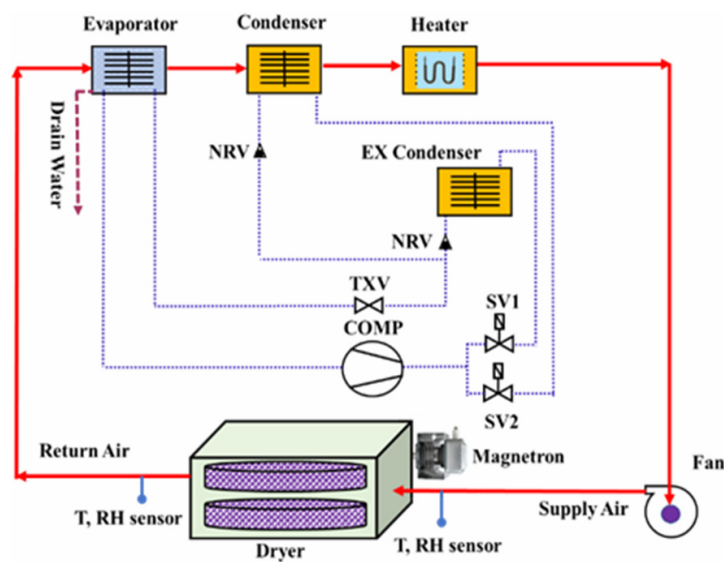 Evaporator
Condenser
Heater
Drain Water
NRV
EX Condenser
NRV
TXV
SV1
COMP
SV2
Return Air
Magnetron
Fan
T, RH sensor
Supply Air
Dryer
T, RH sensor